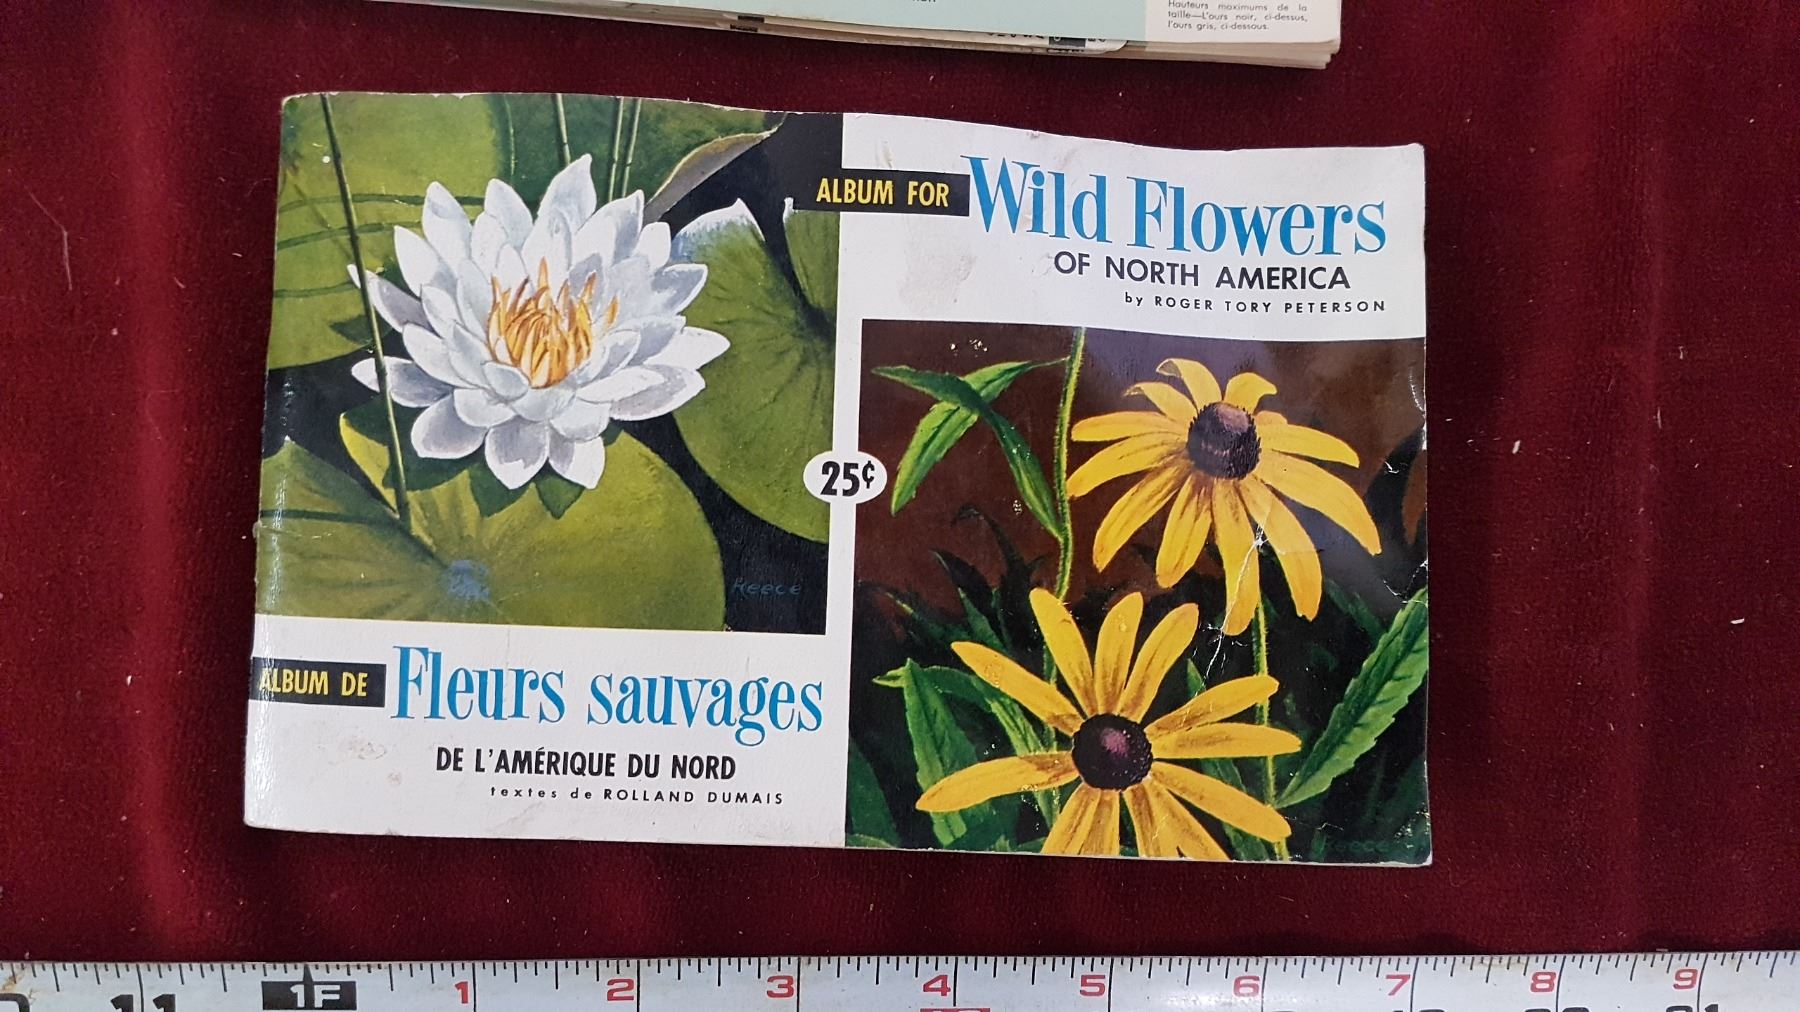 Hauteurs maximums de la
taille—L'ours noir, ci-dessus,
l'ours gris, ci-dessous.
ALBUM FOR Wild Flowers
OF NORTH AMERICA
by ROGER TORY PETERSON
25¢
Reece
ALBUM DE Fleurs sauvages
DE L'AMÉRIQUE DU NORD
textes de ROLLAND DUMAIS
Reece
1F 1 2 3 4 5 6 7 8 9
11